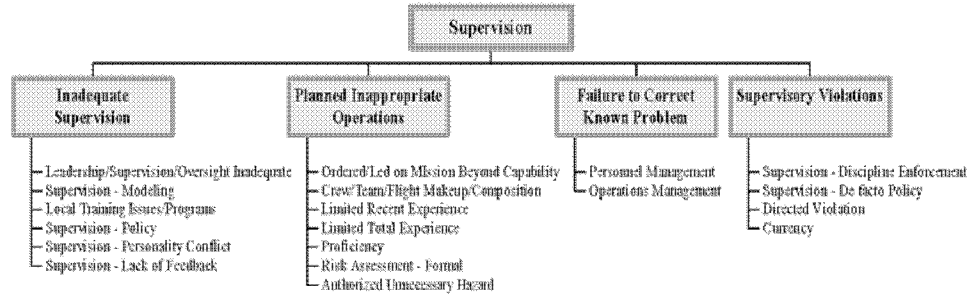 Supervision
Inadequate
Supervision
Leadership/Supervision/Oversight Inadequate
Supervision - Modeling
Local Training Issues/Programs
Supervision - Policy
Supervision - Personality Conflict
Supervision - Lack of Feedback
Planned Inappropriate
Operations
Ordered/Led on Mission Beyond Capability
Crew/Team/Flight Makeup/Composition
Limited Recent Experience
Limited Total Experience
Proficiency
Risk Assessment - Formal
Authorized Unnecessary Hazard
Failure to Correct
Known Problem
Personnel Management
Operations Management
Supervisory Violations
Supervision - Discipline Enforcement
Supervision - De facto Policy
Directed Violation
Currency